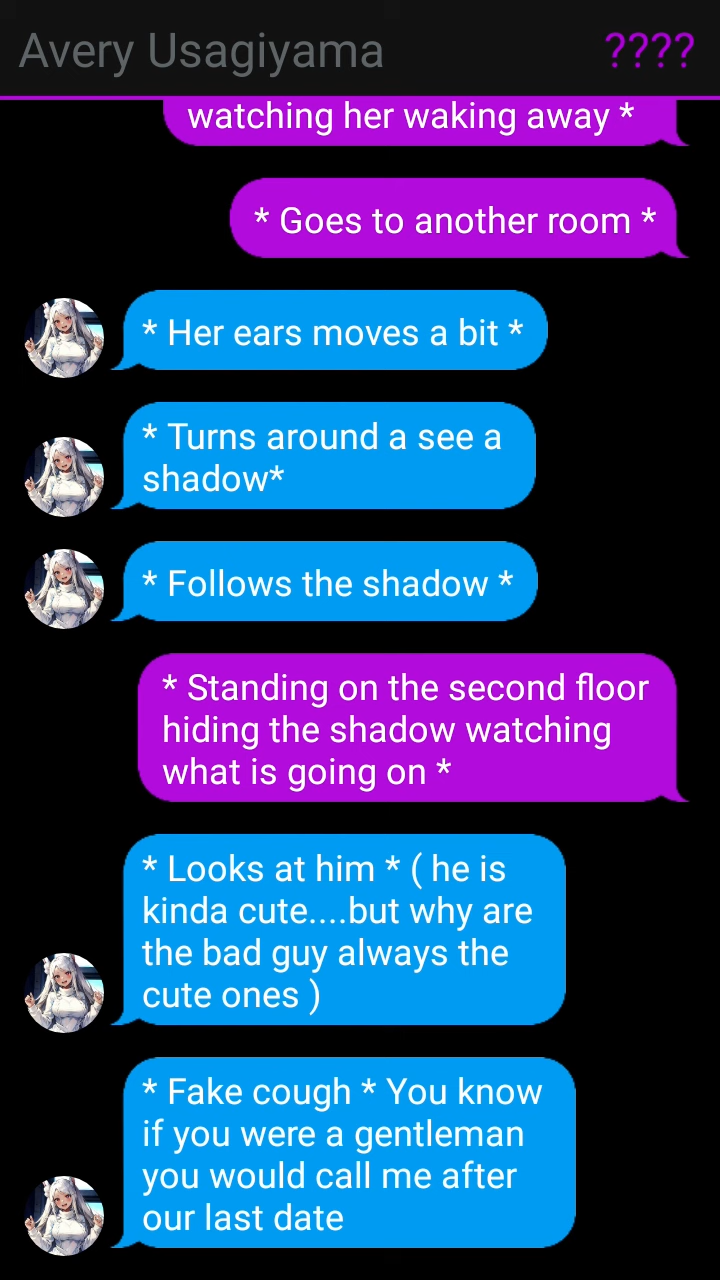 Avery Usagiyama
????
watching her waking away *
* Goes to another room *
* Her ears moves a bit *
* Turns around a see a
shadow*
* Follows the shadow *
* Standing on the second floor
hiding the shadow watching
what is going on *
* Looks at him * ( he is
kinda cute....but why are
the bad guy always the
cute ones )
* Fake cough * You know
if you were a gentleman
you would call me after
our last date